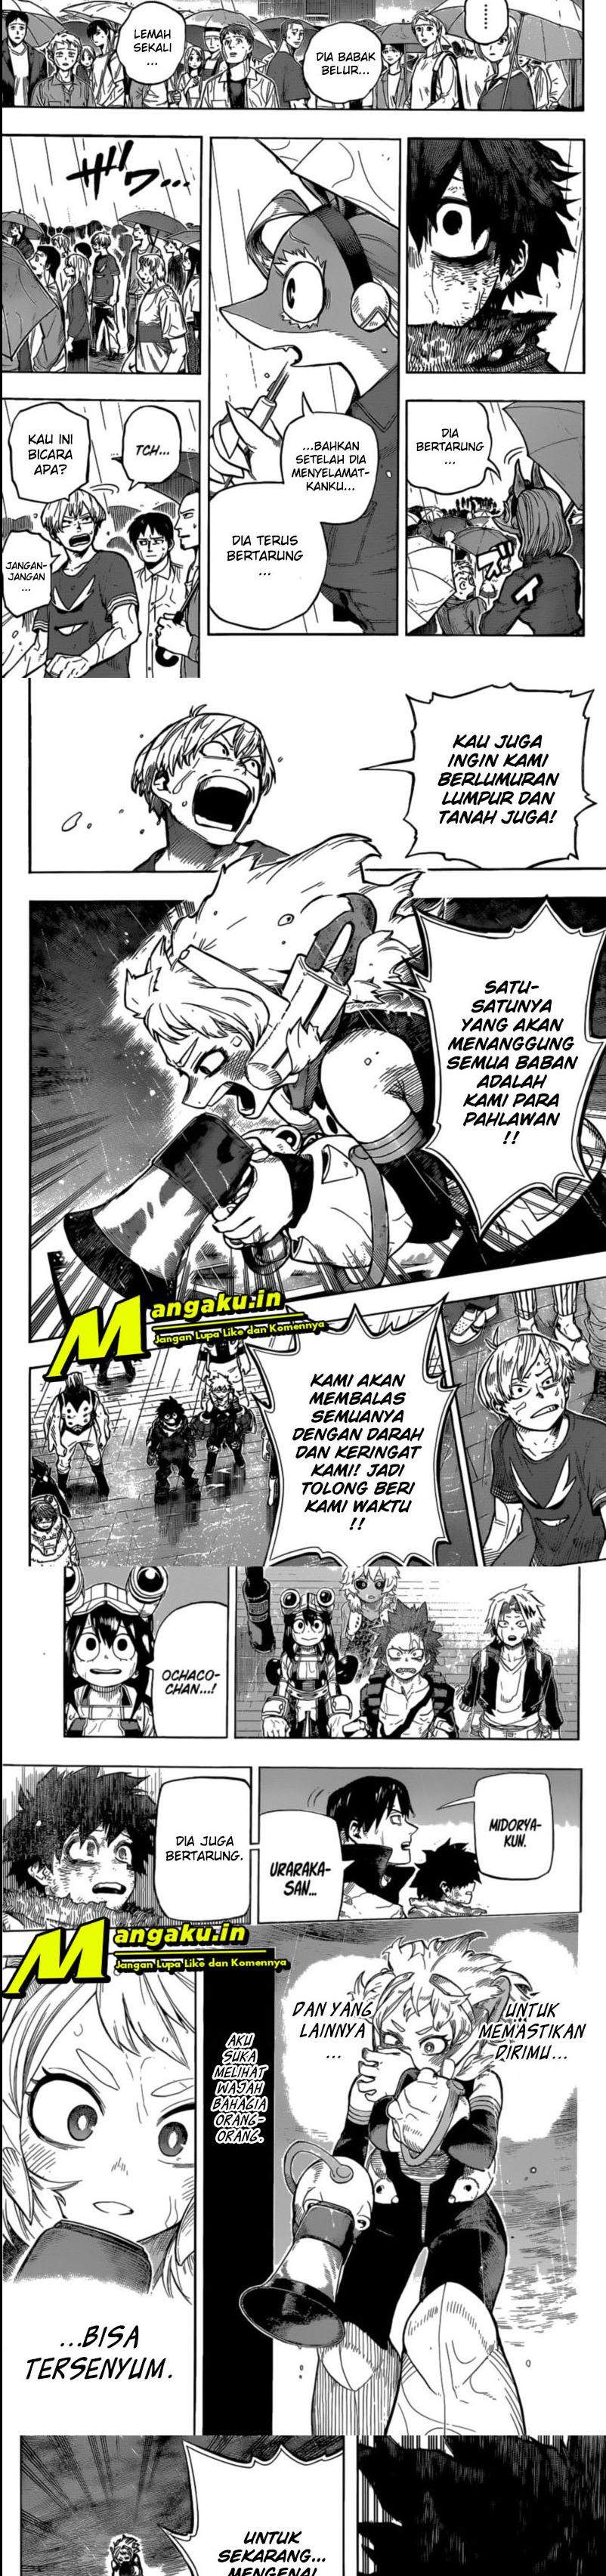 ......
DIA BABAK
BELUR...
LEMAH
SEKALI
...
ザワ...
DIA
BERTARUNG
...
...BAHKAN
SETELAH DIA
MENYELAMAT-
KANKU...
DIA TERUS
BERTARUNG
...
TCH...
KAU INI
BICARA
APA?
JANGAN-
JANGAN
...
KAU JUGA
INGIN KAMI
BERLUMURAN
LUMPUR DAN
TANAH JUGA!
SATU-
SATUNYA
YANG AKAN
MENANGGUNG
SEMUA BABAN
ADALAH
KAMI PARA
PAHLAWAN
!!
Mangaku.in
Jangan Lupa Like dan Komennya
KAMI AKAN
MEMBALAS
SEMUANYA
DENGAN DARAH
DAN KERINGAT
KAMI! JADI
TOLONG BERI
KAMI WAKTU
!!
OCHACO-
CHAN...!
MIDORYA-
KUN.
URARAKA-
SAN...
DIA JUGA
BERTARUNG.
Mangaku.in
Jangan Lupa Like dan Komennya
UNTUK
MEMASTIKAN
DIRIMU...
DAN YANG
LAINNYA
...
AKU
SUKA
MELIHAT
WAJAH
BAHAGIA
ORANG-
ORANG.
...BISA
TERSENYUM.
UNTUK
SEKARANG...
MENGENAI